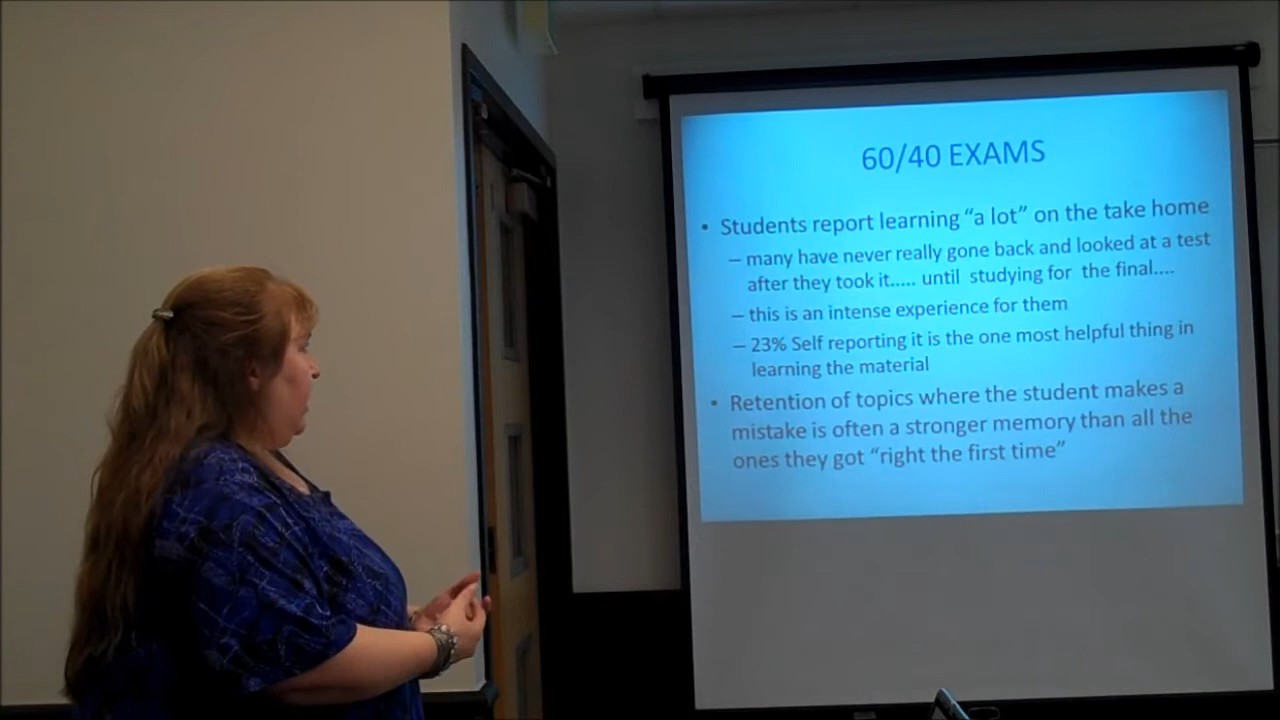 60/40 EXAMS
• Students report learning “a lot” on the take home
– many have never really gone back and looked at a test
after they took it..... until studying for the final....
– this is an intense experience for them
– 23% Self reporting it is the one most helpful thing in
learning the material
• Retention of topics where the student makes a
mistake is often a stronger memory than all the
ones they got “right the first time”